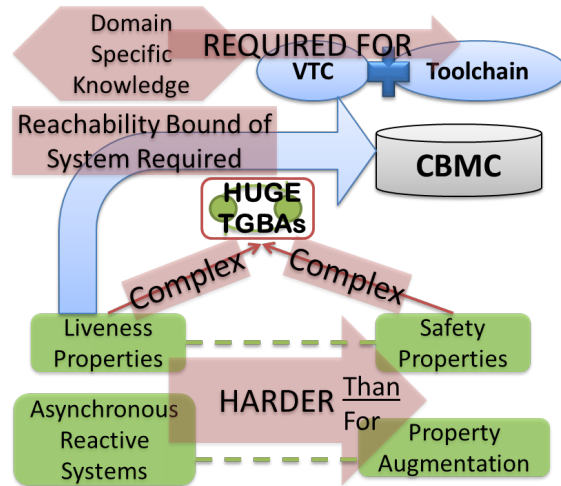 Domain
Specific
Knowledge
REQUIRED FOR
VTC
Toolchain
Reachability Bound of
System Required
CBMC
HUGE
TGBAs
Complex
Complex
Liveness
Properties
Safety
Properties
HARDER Than
For
Asynchronous
Reactive
Systems
Property
Augmentation